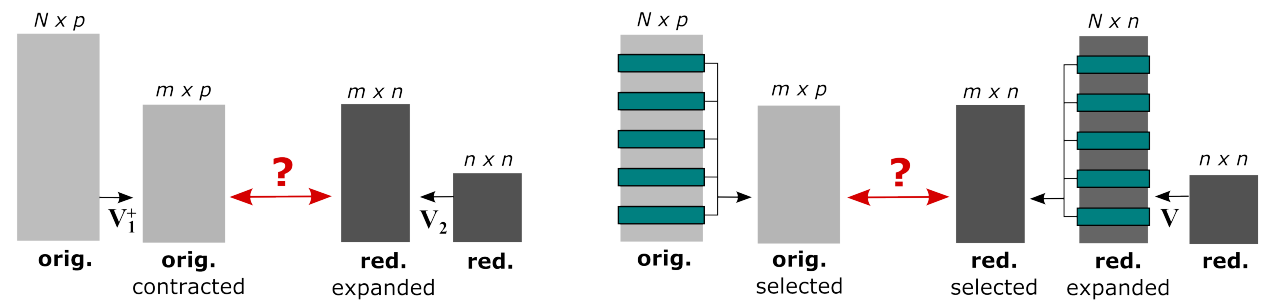 N x p
m x p
m x n
n x n
?
V₁⁺
V₂
orig.
orig.
contracted
red.
expanded
red.
N x p
m x p
m x n
N x n
n x n
?
V
orig.
orig.
selected
red.
selected
red.
expanded
red.